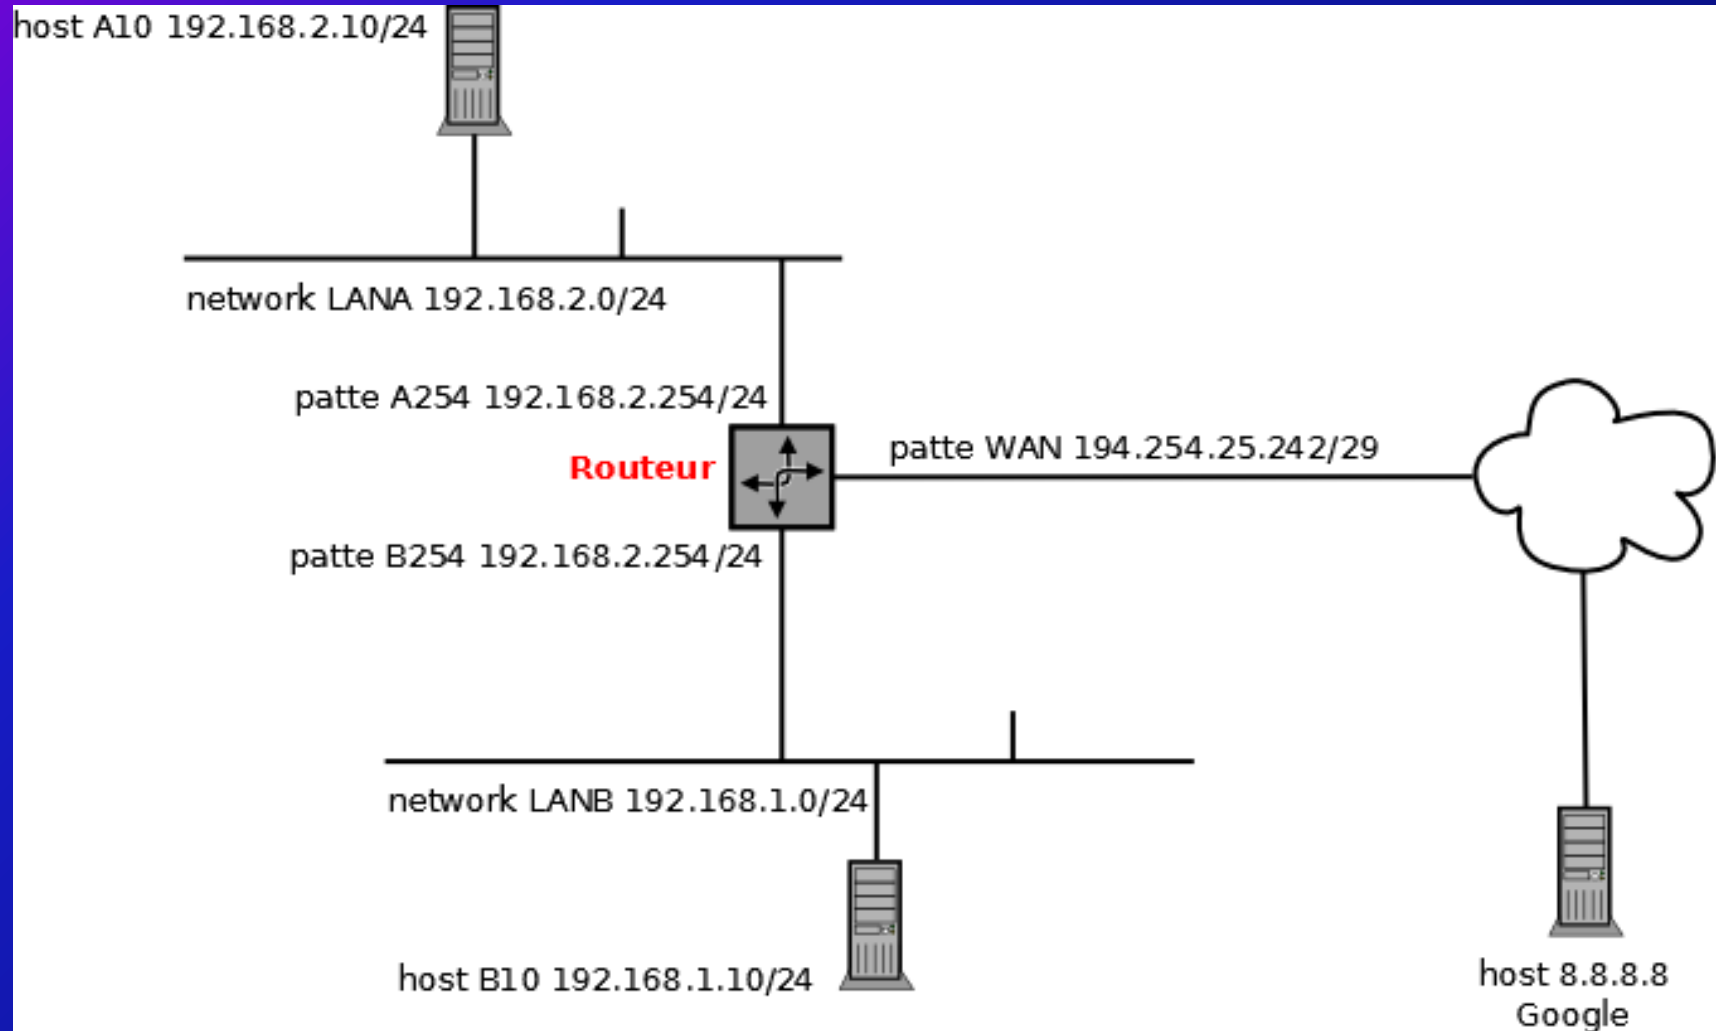 host A10 192.168.2.10/24
network LANA 192.168.2.0/24
patte A254 192.168.2.254/24
patte WAN 194.254.25.242/29
Routeur
patte B254 192.168.2.254/24
network LANB 192.168.1.0/24
host B10 192.168.1.10/24
host 8.8.8.8
Google